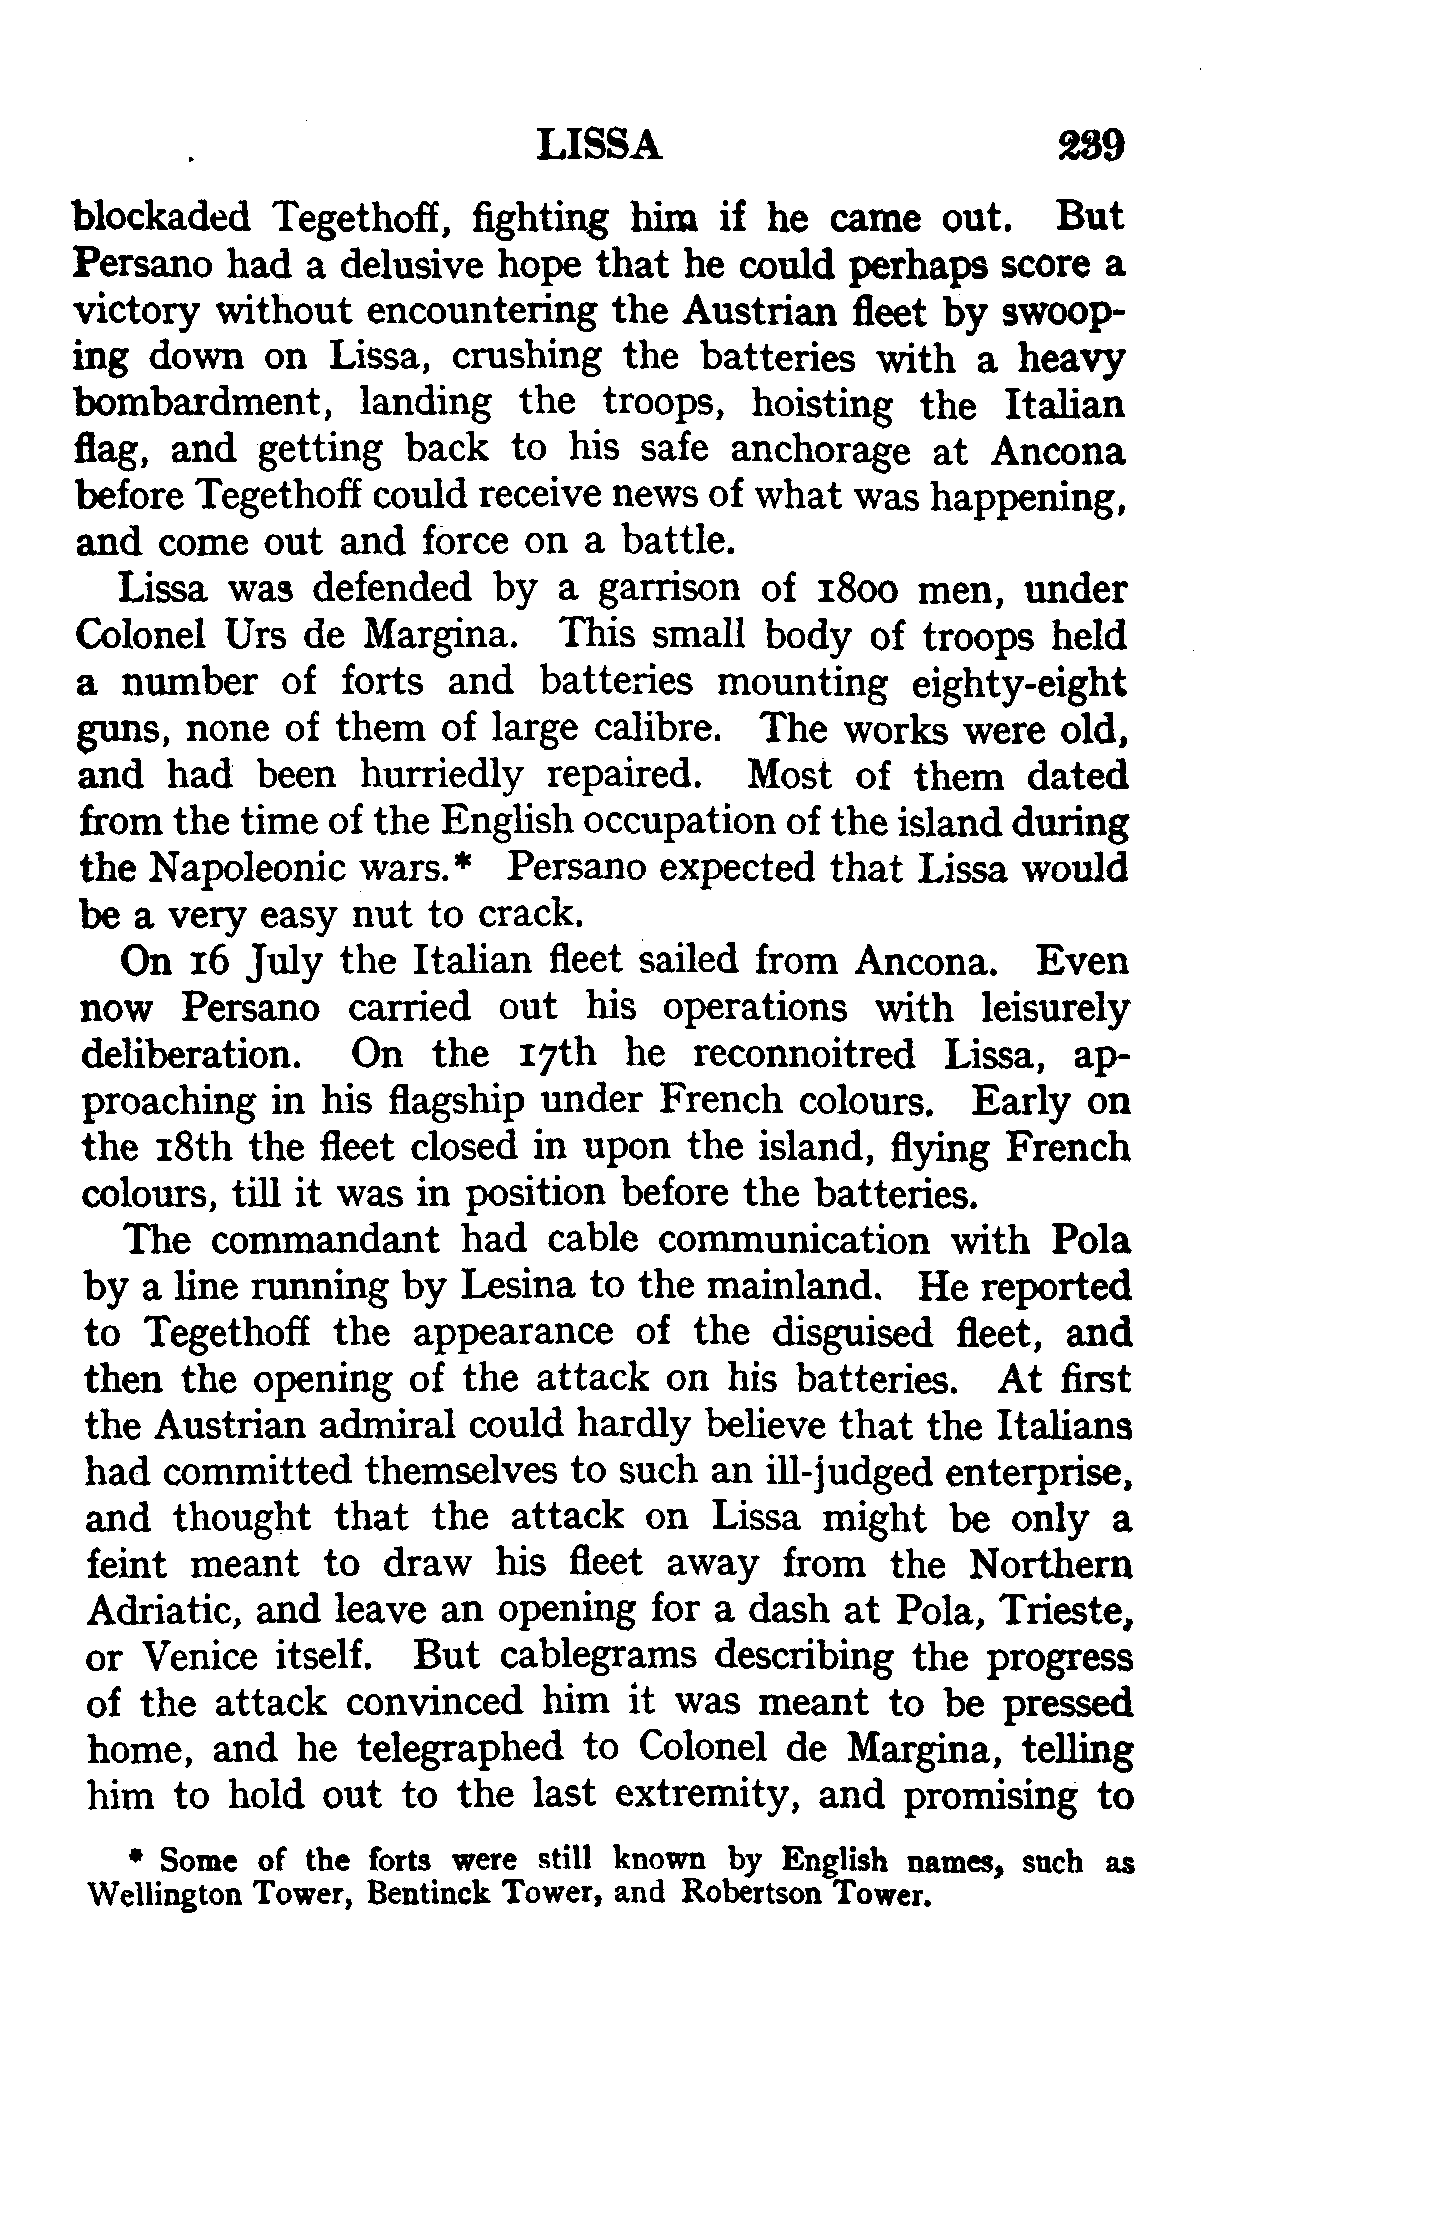 LISSA 239
blockaded Tegethoff, fighting him if he came out. But
Persano had a delusive hope that he could perhaps score a
victory without encountering the Austrian fleet by swoop-
ing down on Lissa, crushing the batteries with a heavy
bombardment, landing the troops, hoisting the Italian
flag, and getting back to his safe anchorage at Ancona
before Tegethoff could receive news of what was happening,
and come out and force on a battle.
Lissa was defended by a garrison of 1800 men, under
Colonel Urs de Margina. This small body of troops held
a number of forts and batteries mounting eighty-eight
guns, none of them of large calibre. The works were old,
and had been hurriedly repaired. Most of them dated
from the time of the English occupation of the island during
the Napoleonic wars.* Persano expected that Lissa would
be a very easy nut to crack.
On 16 July the Italian fleet sailed from Ancona. Even
now Persano carried out his operations with leisurely
deliberation. On the 17th he reconnoitred Lissa, ap-
proaching in his flagship under French colours. Early on
the 18th the fleet closed in upon the island, flying French
colours, till it was in position before the batteries.
The commandant had cable communication with Pola
by a line running by Lesina to the mainland. He reported
to Tegethoff the appearance of the disguised fleet, and
then the opening of the attack on his batteries. At first
the Austrian admiral could hardly believe that the Italians
had committed themselves to such an ill-judged enterprise,
and thought that the attack on Lissa might be only a
feint meant to draw his fleet away from the Northern
Adriatic, and leave an opening for a dash at Pola, Trieste,
or Venice itself. But cablegrams describing the progress
of the attack convinced him it was meant to be pressed
home, and he telegraphed to Colonel de Margina, telling
him to hold out to the last extremity, and promising to
* Some of the forts were still known by English names, such as
Wellington Tower, Bentinck Tower, and Robertson Tower.